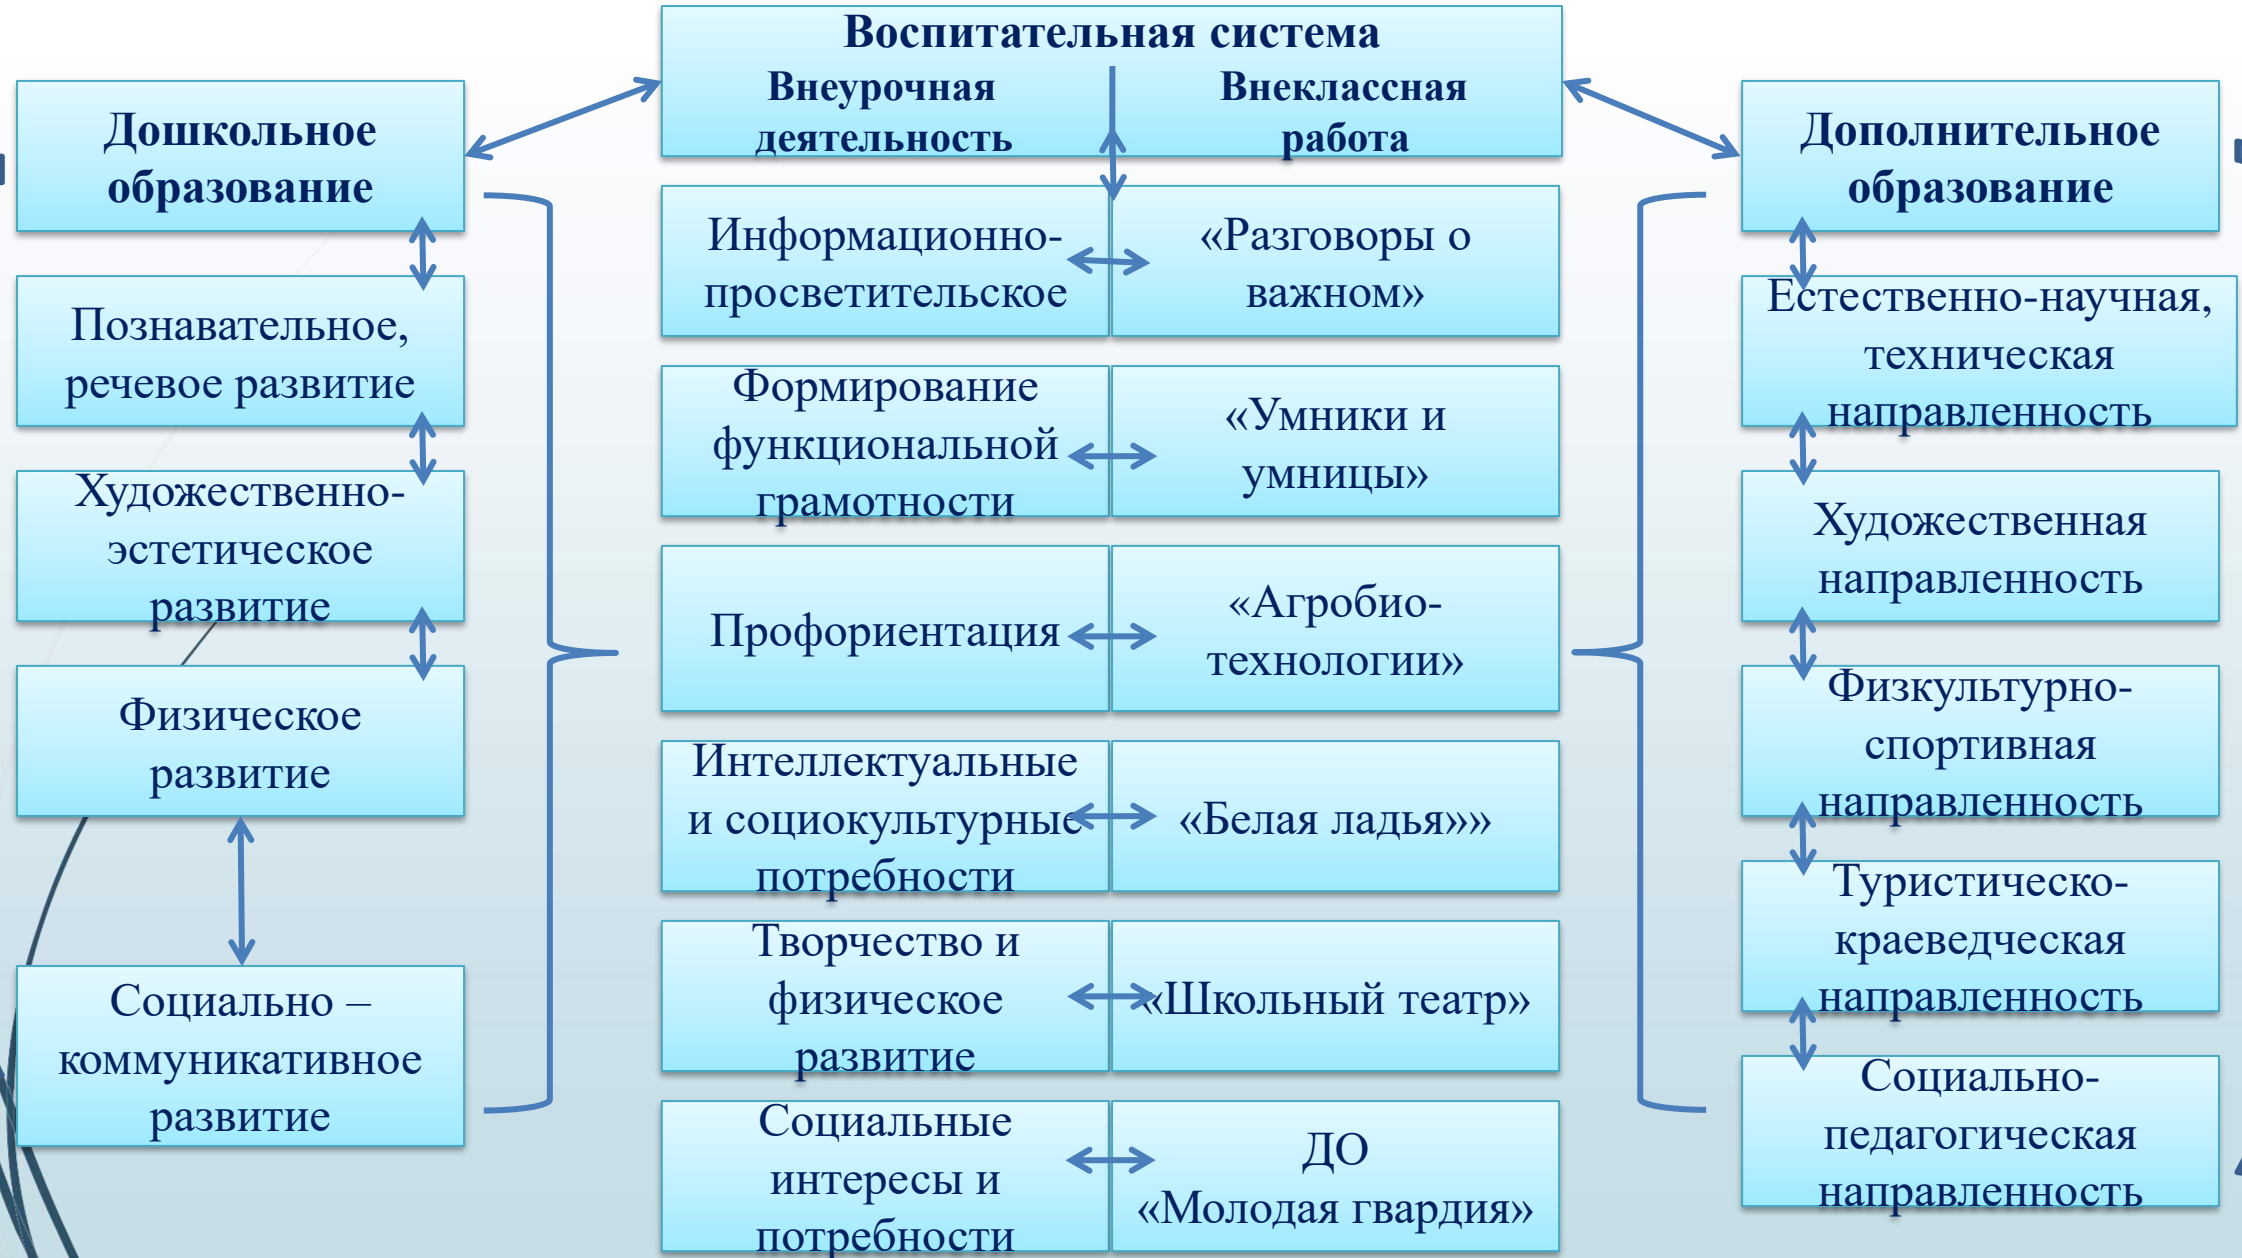 Воспитательная система
Внеурочная
деятельность
Внеклассная
работа
Дошкольное
образование
Познавательное,
речевое развитие
Художественно-
эстетическое
развитие
Физическое
развитие
Социально –
коммуникативное
развитие
Информационно-
просветительское
«Разговоры о
важном»
Формирование
функциональной
грамотности
«Умники и
умницы»
Профориентация
«Агробио-
технологии»
Интеллектуальные
и социокультурные
потребности
«Белая ладья»»
Творчество и
физическое
развитие
«Школьный театр»
Социальные
интересы и
потребности
ДО
«Молодая гвардия»
Дополнительное
образование
Естественно-научная,
техническая
направленность
Художественная
направленность
Физкультурно-
спортивная
направленность
Туристическо-
краеведческая
направленность
Социально-
педагогическая
направленность